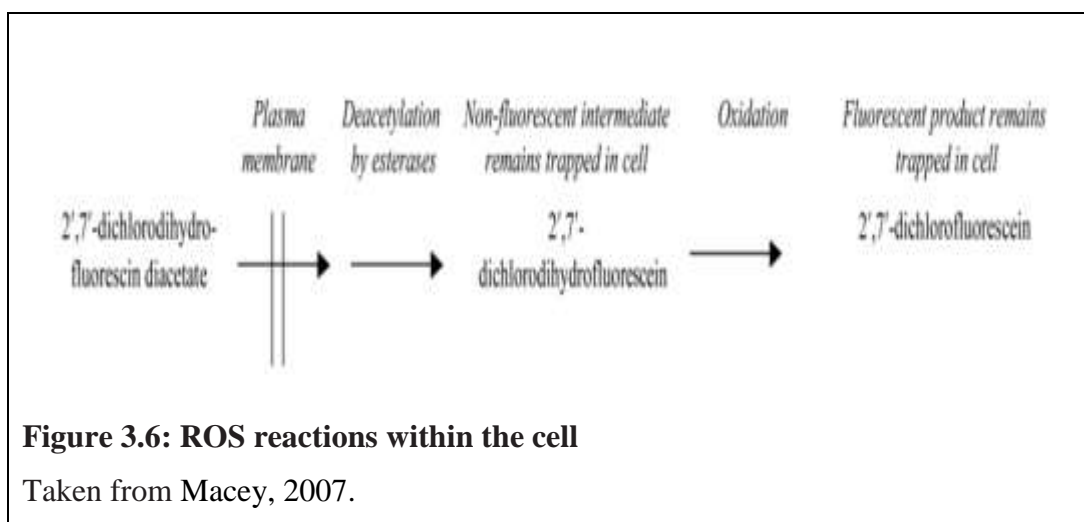 Plasma membrane
Deacetylation by esterases
Non-fluorescent intermediate remains trapped in cell
Oxidation
Fluorescent product remains trapped in cell
2',7'-dichlorodihydro-
fluorescin diacetate
2',7'-
dichlorodihydrofluorescein
2',7'-dichlorofluorescein
Figure 3.6: ROS reactions within the cell
Taken from Macey, 2007.